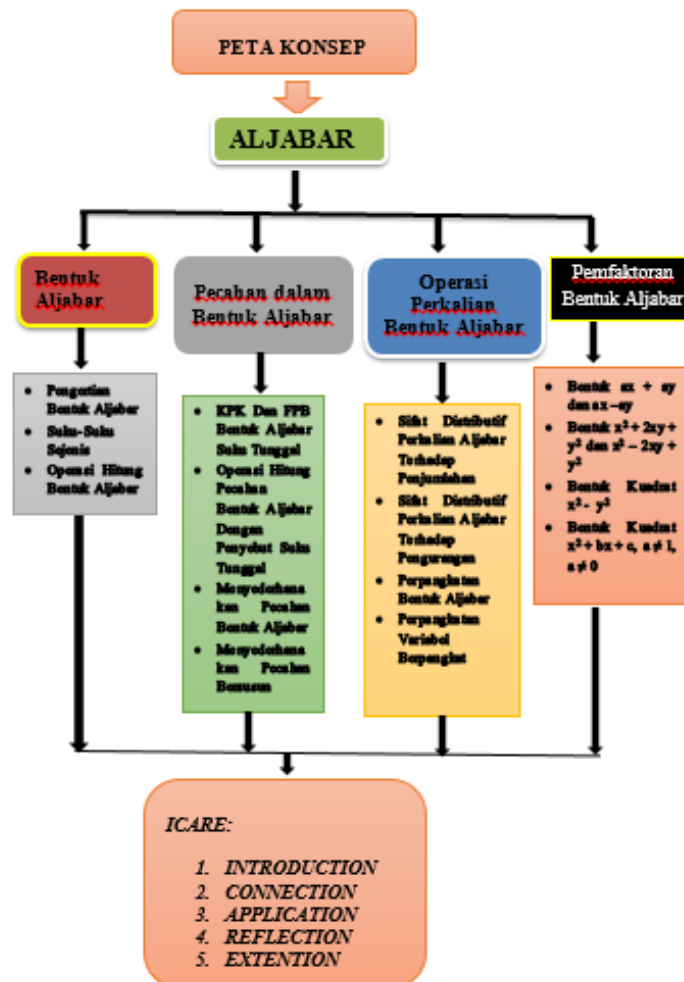 PETA KONSEP
ALJABAR
Bentuk
Aljabar
• Pengertian
Bentuk Aljabar
• Suku-Suku
Sejenis
• Operasi Hitung
Bentuk Aljabar
Pecahan dalam
Bentuk Aljabar
• KPK Dan FPB
Bentuk Aljabar
Suku Tunggal
• Operasi Hitung
Pecahan
Bentuk Aljabar
Dengan
Penyebut Suku
Tunggal
• Menyederhana
kan Pecahan
Bentuk Aljabar
• Menyederhana
kan Pecahan
Bersusun
Operasi
Perkalian
Bentuk Aljabar
• Sifat Distributif
Perkalian Aljabar
Terhadap
Penjumlahan
• Sifat Distributif
Perkalian Aljabar
Terhadap
Pengurangan
• Perpangkatan
Bentuk Aljabar
• Perpangkatan
Variabel
Berpangkat
Pemfaktoran
Bentuk Aljabar
• Bentuk ax + ay
dan ax – ay
• Bentuk x² + 2xy +
y² dan x² – 2xy +
y²
• Bentuk Kuadrat
x² - y²
• Bentuk Kuadrat
x² + bx + c, a ≠ 1,
a ≠ 0
ICARE:
1. INTRODUCTION
2. CONNECTION
3. APPLICATION
4. REFLECTION
5. EXTENTION